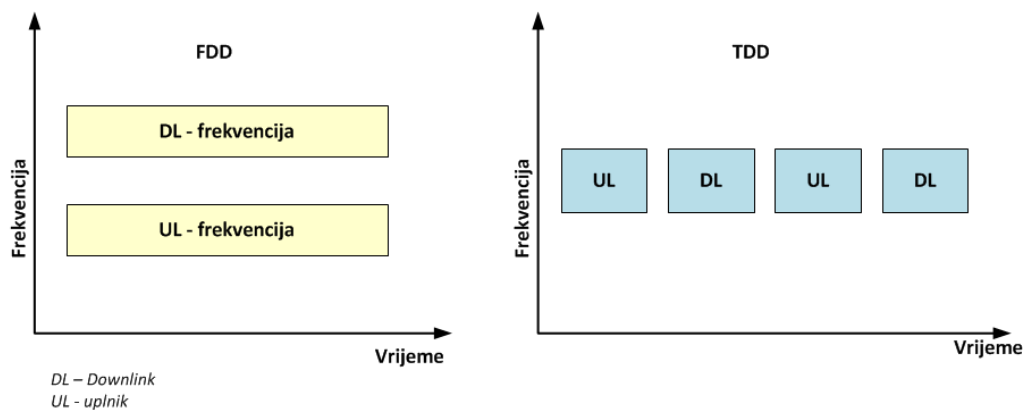 FDD
DL - frekvencija
UL - frekvencija
Frekvencija
Vrijeme
DL – Downlink
UL - uplnik
TDD
UL
DL
UL
DL
Frekvencija
Vrijeme